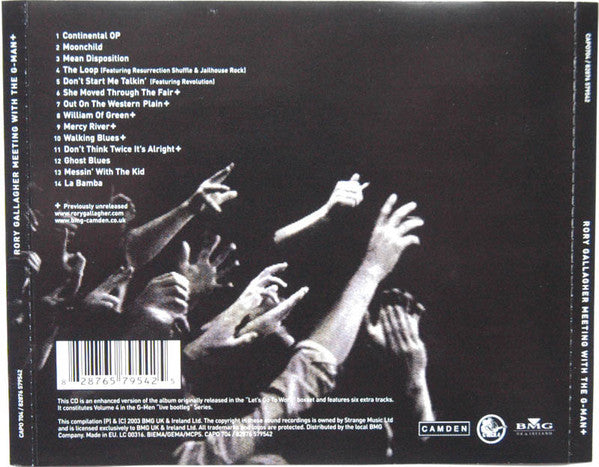 1 Continental OP
2 Moonchild
3 Mean Disposition
4 The Loop (Featuring Resurrection Shuffle & Jailhouse Rock)
5 Don't Start Me Talkin' (Featuring Revolution)
6 She Moved Through The Fair+
7 Out On The Western Plain+
8 William Of Green+
9 Mercy River+
10 Walking Blues+
11 Don't Think Twice It's Alright+
12 Ghost Blues
13 Messin' With The Kid
14 La Bamba
+ Previously unreleased
www.rorygallagher.com
www.bmg-camden.co.uk
RORY GALLAGHER MEETING WITH THE G-MAN+
CAPO 704 / 82876 579542
RORY GALLAGHER MEETING WITH THE G-MAN+
CAPO704 / 82876 579542
8 28765 79542 5
This CD is an enhanced version of the album originally released in the "Let's Go To Work" boxset and features six extra tracks.
It constitutes Volume 4 in the G-Men "live bootleg" Series.
This compilation (P) & (C) 2003 BMG UK & Ireland Ltd. The copyright in these sound recordings is owned by Strange Music Ltd
and is licensed exclusively to BMG UK & Ireland Ltd. All logos and trademarks are protected. Distributed by the local BMG
Company. Made in EU. LC 00316. BIEM/GEMA/MCPS. CAPO 704 / 82876 579542
CAMDEN
BMG
UK & IRELAND